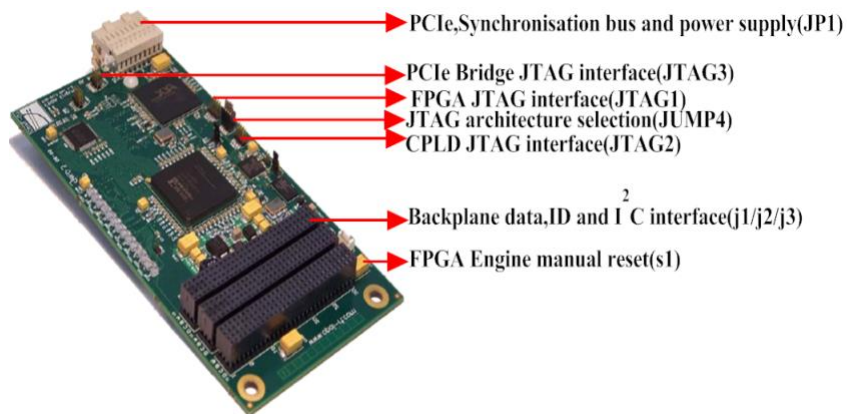 PCIe,Synchronisation bus and power supply(JP1)
PCIe Bridge JTAG interface(JTAG3)
FPGA JTAG interface(JTAG1)
JTAG architecture selection(JUMP4)
CPLD JTAG interface(JTAG2)
Backplane data,ID and I²C interface(j1/j2/j3)
FPGA Engine manual reset(s1)